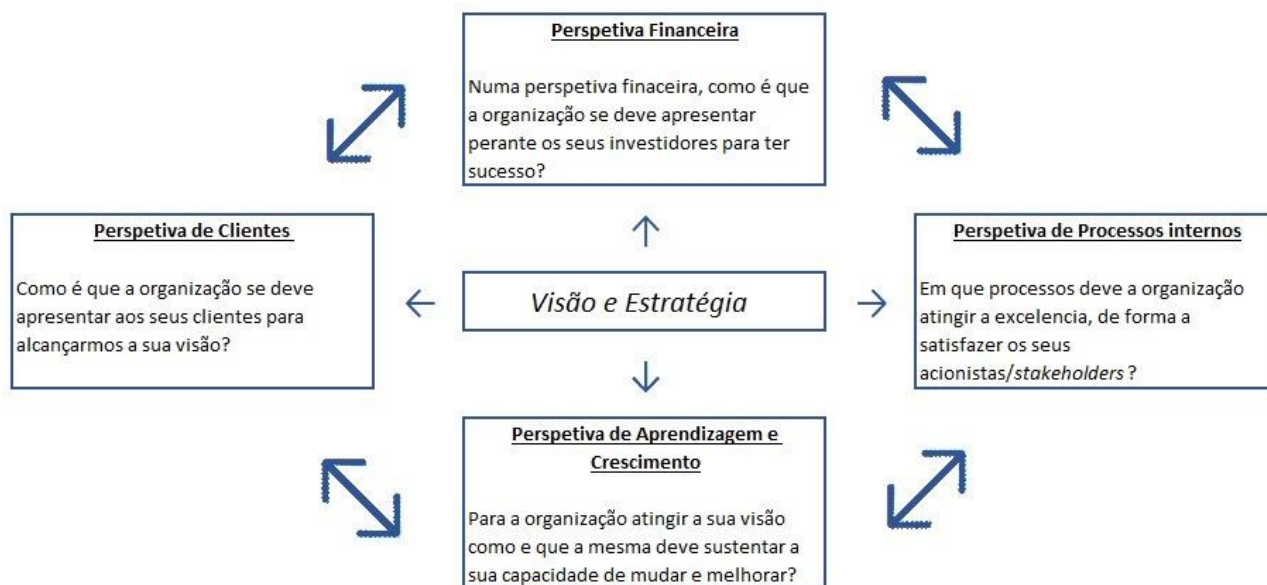 Perspetiva Financeira
Numa perspetiva finaceira, como é que
a organização se deve apresentar
perante os seus investidores para ter
sucesso?
Perspetiva de Clientes
Como é que a organização se deve
apresentar aos seus clientes para
alcançarmos a sua visão?
Visão e Estratégia
Perspetiva de Processos internos
Em que processos deve a organização
atingir a excelencia, de forma a
satisfazer os seus
acionistas/stakeholders?
Perspetiva de Aprendizagem e
Crescimento
Para a organização atingir a sua visão
como e que a mesma deve sustentar a
sua capacidade de mudar e melhorar?